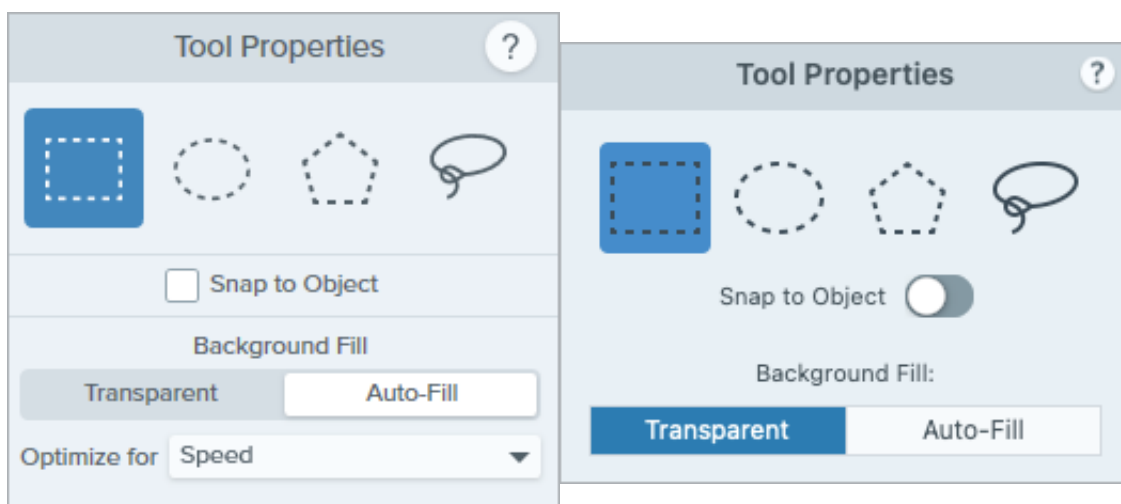 Tool Properties
?
Snap to Object
Background Fill
Transparent
Auto-Fill
Optimize for
Speed
Tool Properties
?
Snap to Object
Background Fill:
Transparent
Auto-Fill